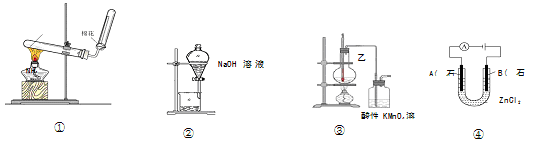 棉花
①
NaOH 溶液
②
乙
酸性 KMnO₄溶
③
A
A( 石
B( 石
ZnCl₂
④